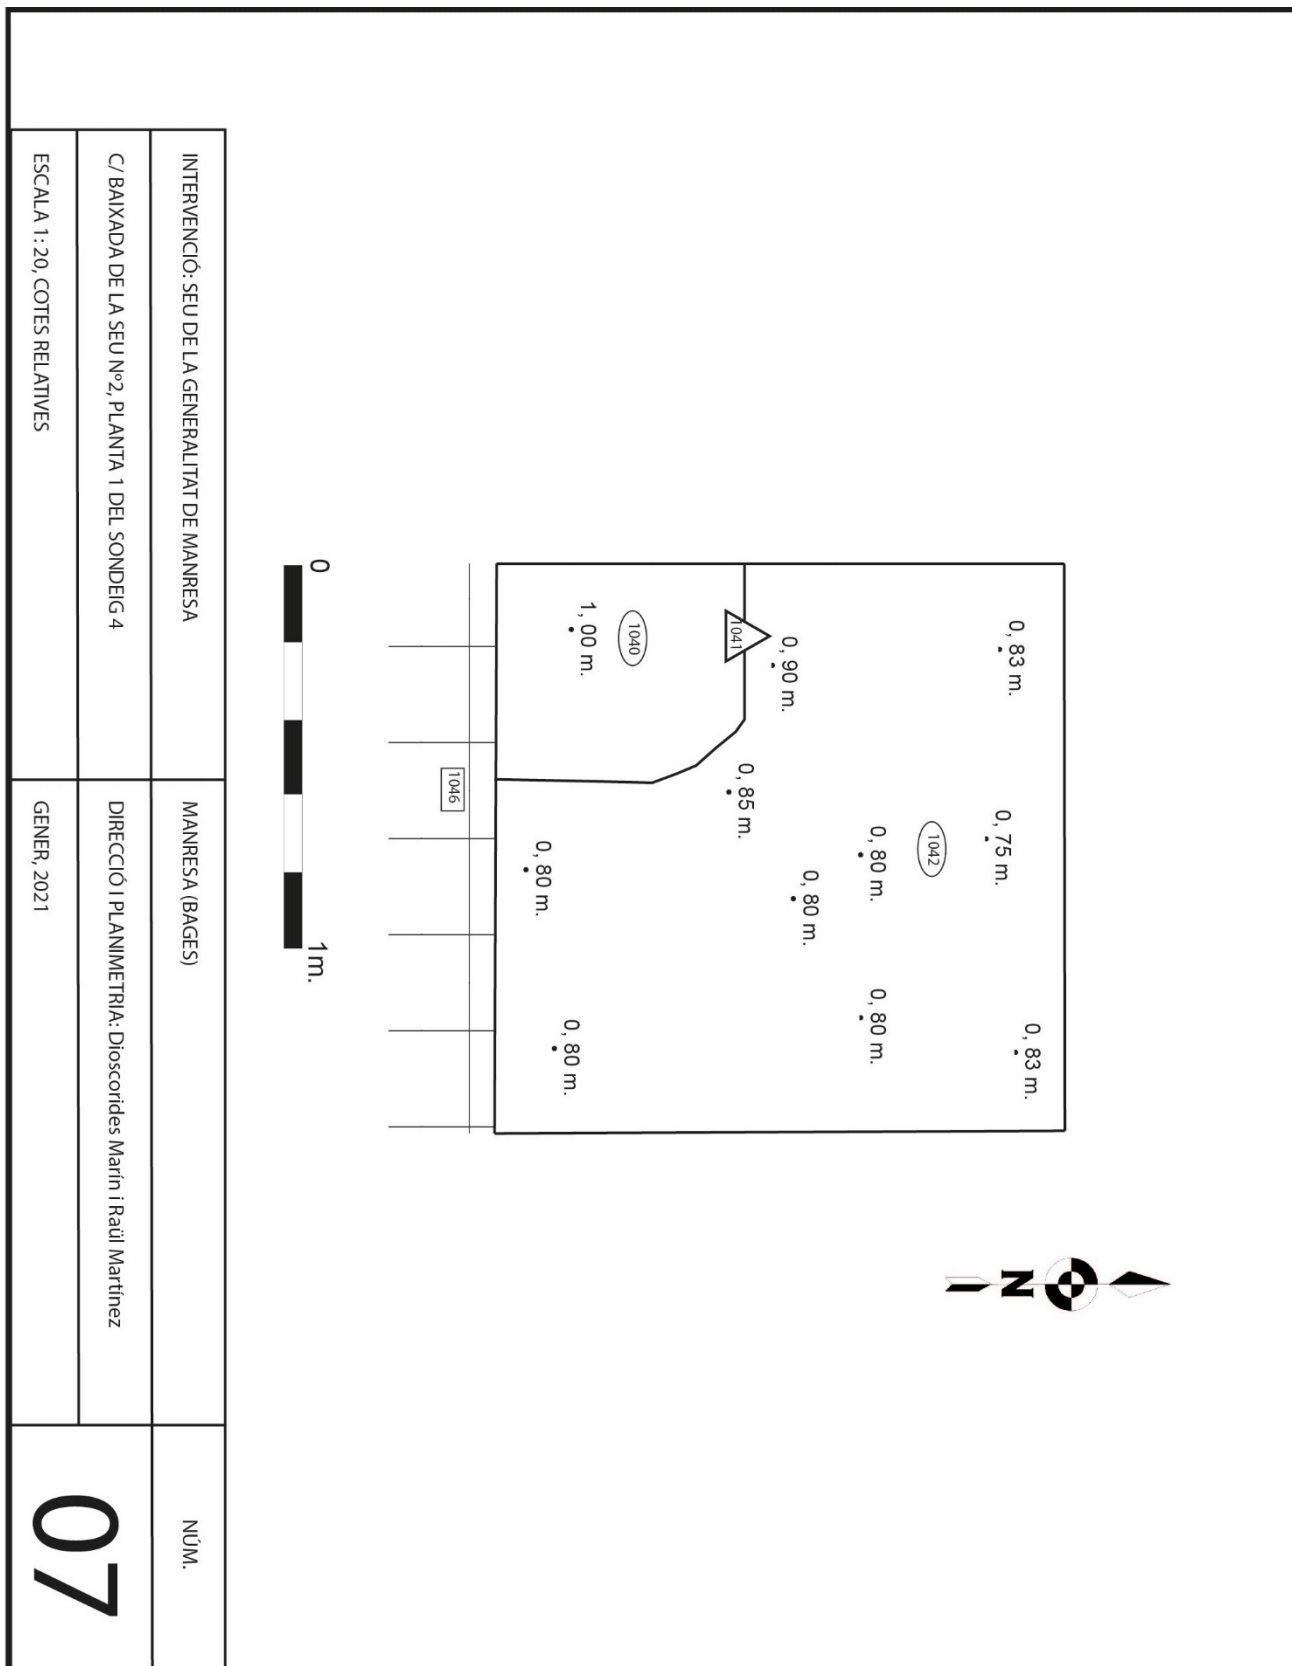 0, 83 m.
0, 75 m.
0, 83 m.
1042
0, 90 m.
0, 80 m.
0, 80 m.
0, 80 m.
1041
0, 85 m.
1040
1, 00 m.
0, 80 m.
0, 80 m.
1046
N
0
1m.
INTERVENCIÓ: SEU DE LA GENERALITAT DE MANRESA
MANRESA (BAGES)
NÚM.
C/ BAIXADA DE LA SEU Nº2, PLANTA 1 DEL SONDEIG 4
DIRECCIÓ I PLANIMETRIA: Dioscorides Marín i Raül Martínez
07
ESCALA 1: 20, COTES RELATIVES
GENER, 2021